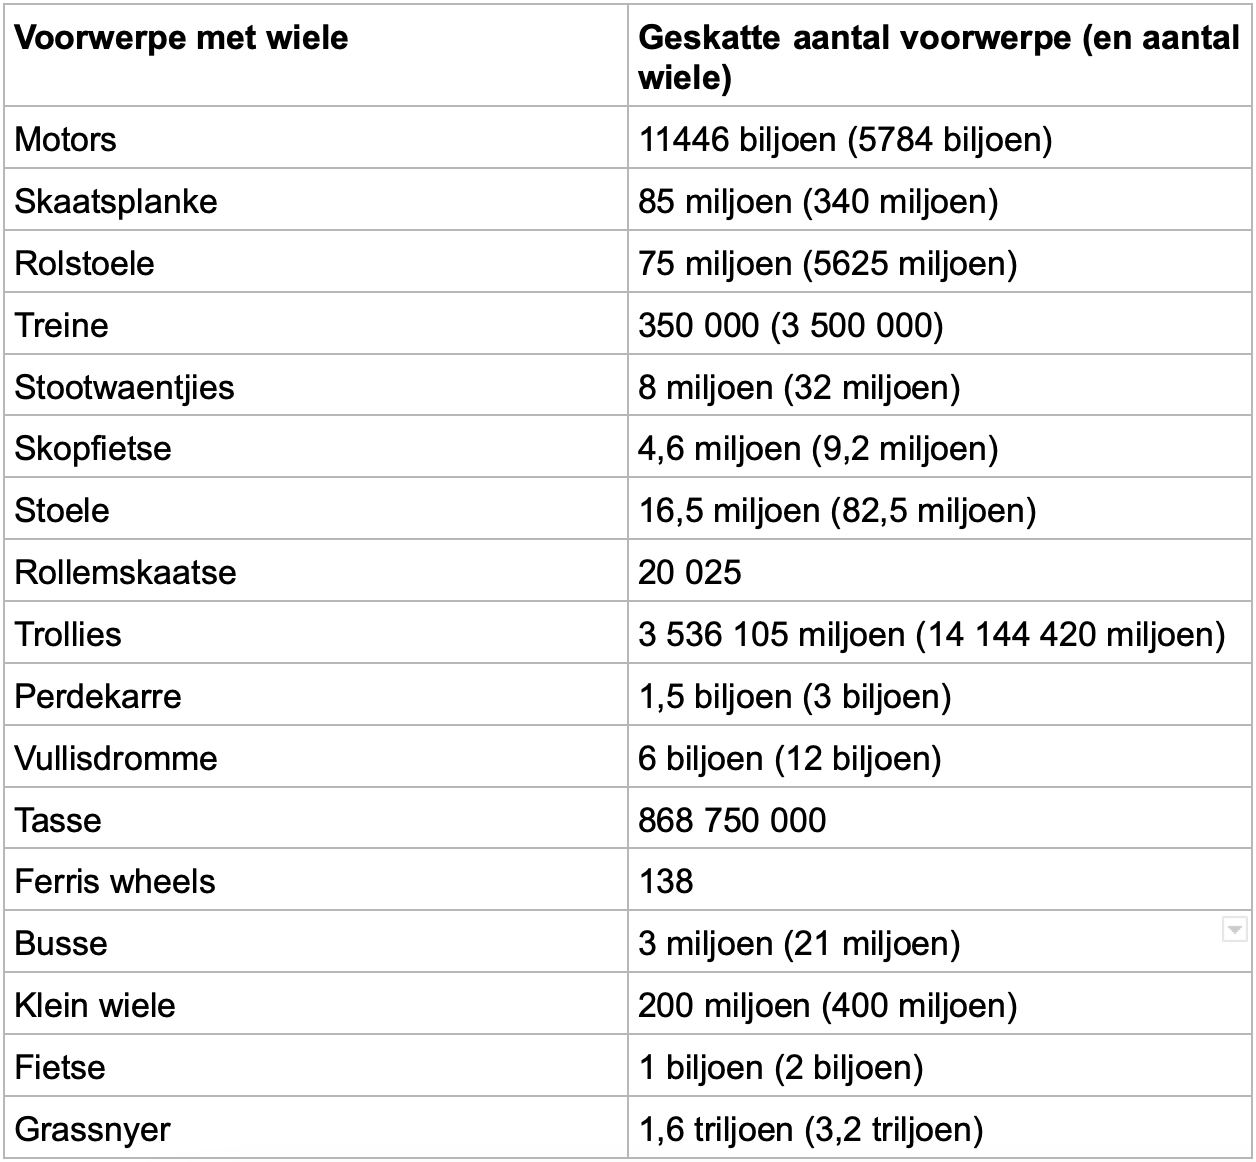 Voorwerpe met wiele
Geskatte aantal voorwerpe (en aantal
wiele)
Motors
11446 biljoen (5784 biljoen)
Skaatsplanke
85 miljoen (340 miljoen)
Rolstoele
75 miljoen (5625 miljoen)
Treine
350 000 (3 500 000)
Stootwaentjies
8 miljoen (32 miljoen)
Skopfietse
4,6 miljoen (9,2 miljoen)
Stoele
16,5 miljoen (82,5 miljoen)
Rollemskaatse
20 025
Trollies
3 536 105 miljoen (14 144 420 miljoen)
Perdekarre
1,5 biljoen (3 biljoen)
Vullisdromme
6 biljoen (12 biljoen)
Tasse
868 750 000
Ferris wheels
138
Busse
3 miljoen (21 miljoen)
Klein wiele
200 miljoen (400 miljoen)
Fietse
1 biljoen (2 biljoen)
Grassnyer
1,6 triljoen (3,2 triljoen)